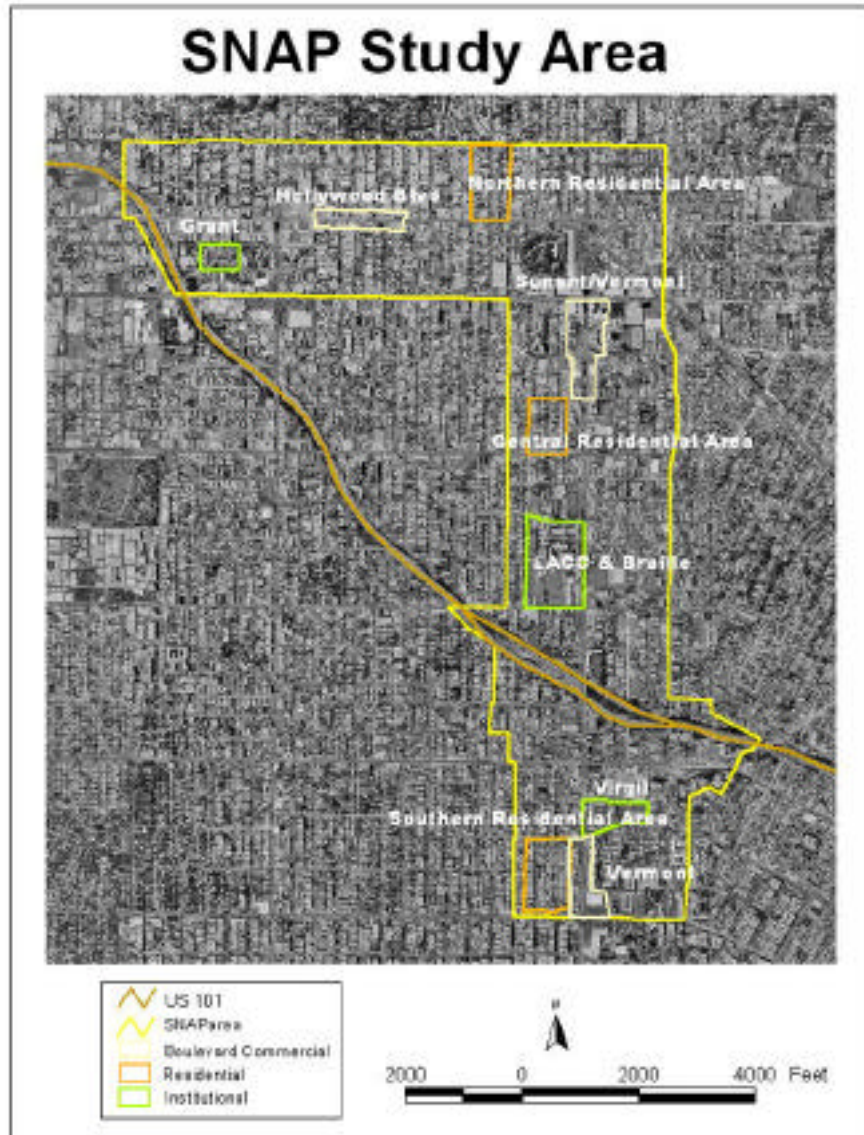 SNAP Study Area
Northern Residential Area
Hollywood Blvd
Grant
Sunset/Vermont
Central Residential Area
LACC & Braille
Virgil
Southern Residential Area
Vermont
N
US 101
SNAParea
Boulevard Commercial
Residential
Institutional
2000 0 2000 4000 Feet